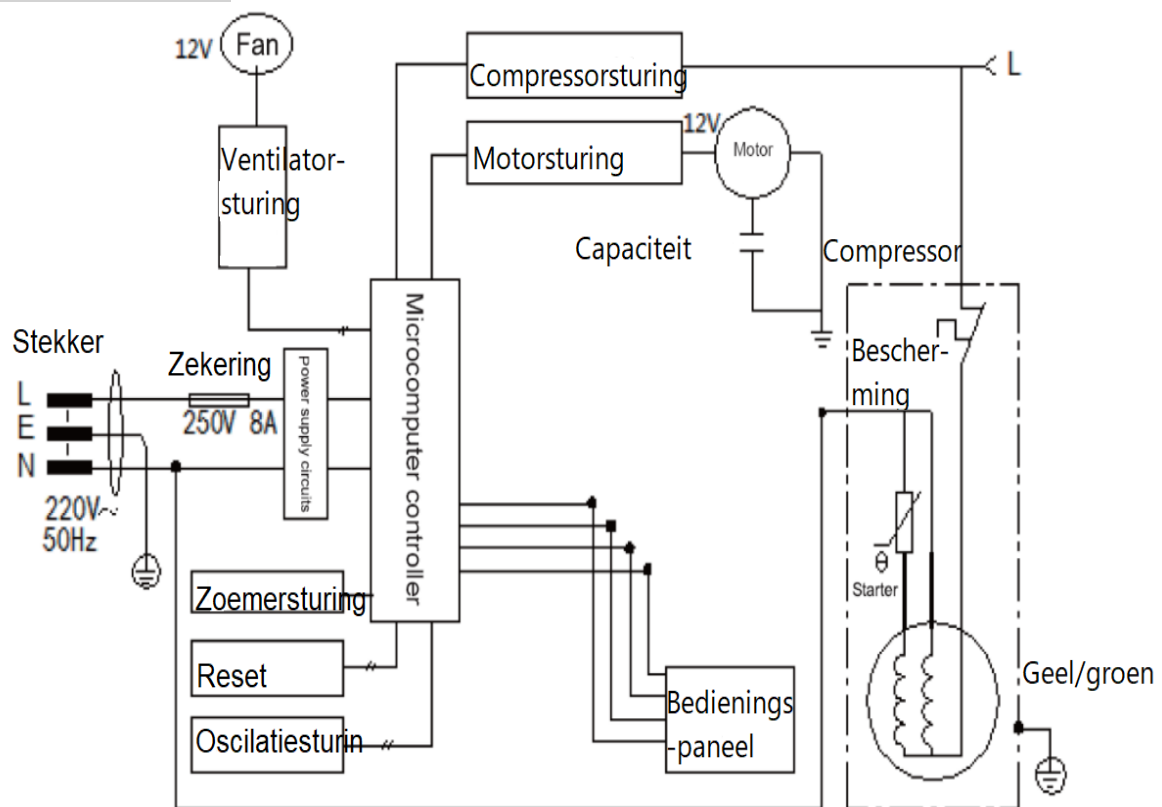 12V
Fan
Compressorsturing
L
Ventilator-
sturing
12V
Motorsturing
Motor
Capaciteit
Compressor
Microcomputer controller
Stekker
Zekering
power supply circuits
Bescher-
ming
L
250V 8A
E
N
220V~
50Hz
Starter
Zoemersturing
Reset
Oscilatiesturin
Bedienings
-paneel
Geel/groen